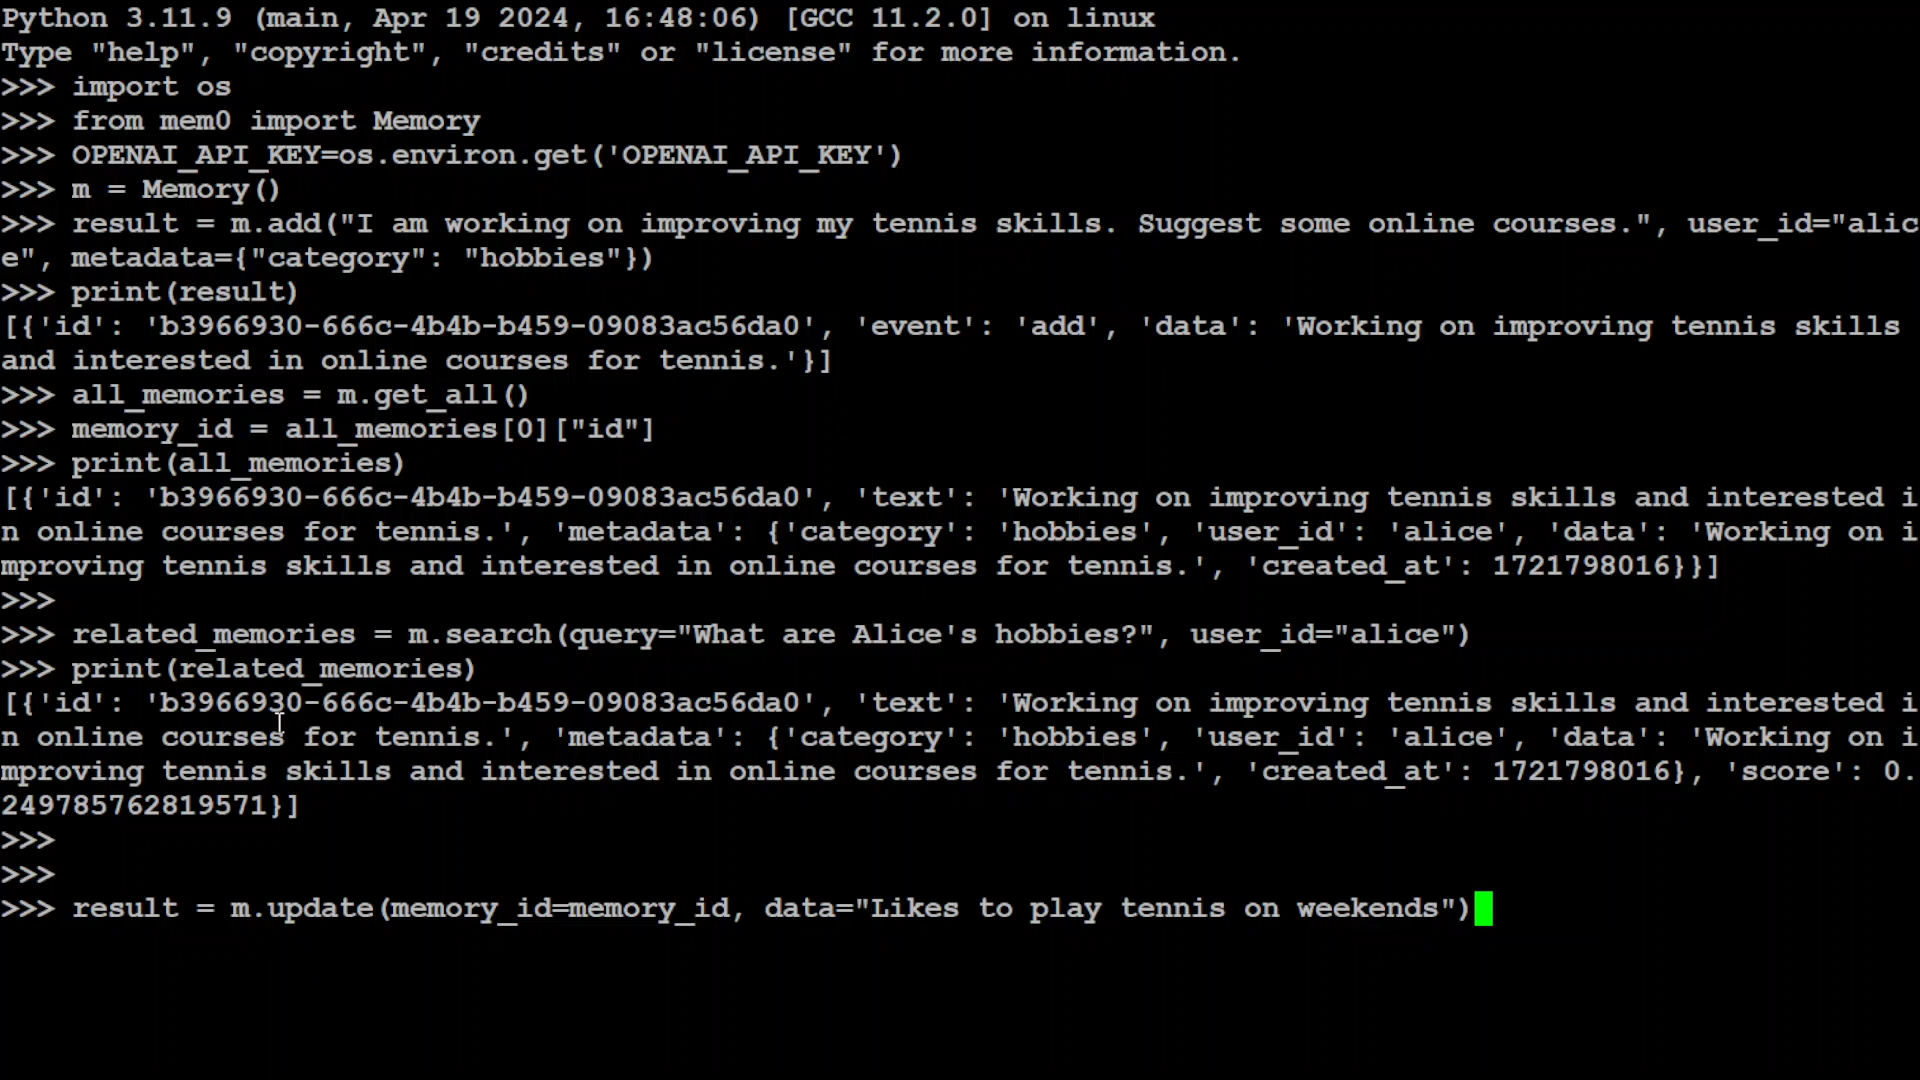 Python 3.11.9 (main, Apr 19 2024, 16:48:06) [GCC 11.2.0] on linux
Type "help", "copyright", "credits" or "license" for more information.
>>> import os
>>> from mem0 import Memory
>>> OPENAI_API_KEY=os.environ.get('OPENAI_API_KEY')
>>> m = Memory()
>>> result = m.add("I am working on improving my tennis skills. Suggest some online courses.", user_id="alic
e", metadata={"category": "hobbies"})
>>> print(result)
[{'id': 'b3966930-666c-4b4b-b459-09083ac56da0', 'event': 'add', 'data': 'Working on improving tennis skills
and interested in online courses for tennis.'}]
>>> all_memories = m.get_all()
>>> memory_id = all_memories[0]["id"]
>>> print(all_memories)
[{'id': 'b3966930-666c-4b4b-b459-09083ac56da0', 'text': 'Working on improving tennis skills and interested i
n online courses for tennis.', 'metadata': {'category': 'hobbies', 'user_id': 'alice', 'data': 'Working on i
mproving tennis skills and interested in online courses for tennis.', 'created_at': 1721798016}}]
>>>
>>> related_memories = m.search(query="What are Alice's hobbies?", user_id="alice")
>>> print(related_memories)
[{'id': 'b3966930-666c-4b4b-b459-09083ac56da0', 'text': 'Working on improving tennis skills and interested i
n online courses for tennis.', 'metadata': {'category': 'hobbies', 'user_id': 'alice', 'data': 'Working on i
mproving tennis skills and interested in online courses for tennis.', 'created_at': 1721798016}, 'score': 0.
249785762819571}]
>>>
>>>
>>> result = m.update(memory_id=memory_id, data="Likes to play tennis on weekends")